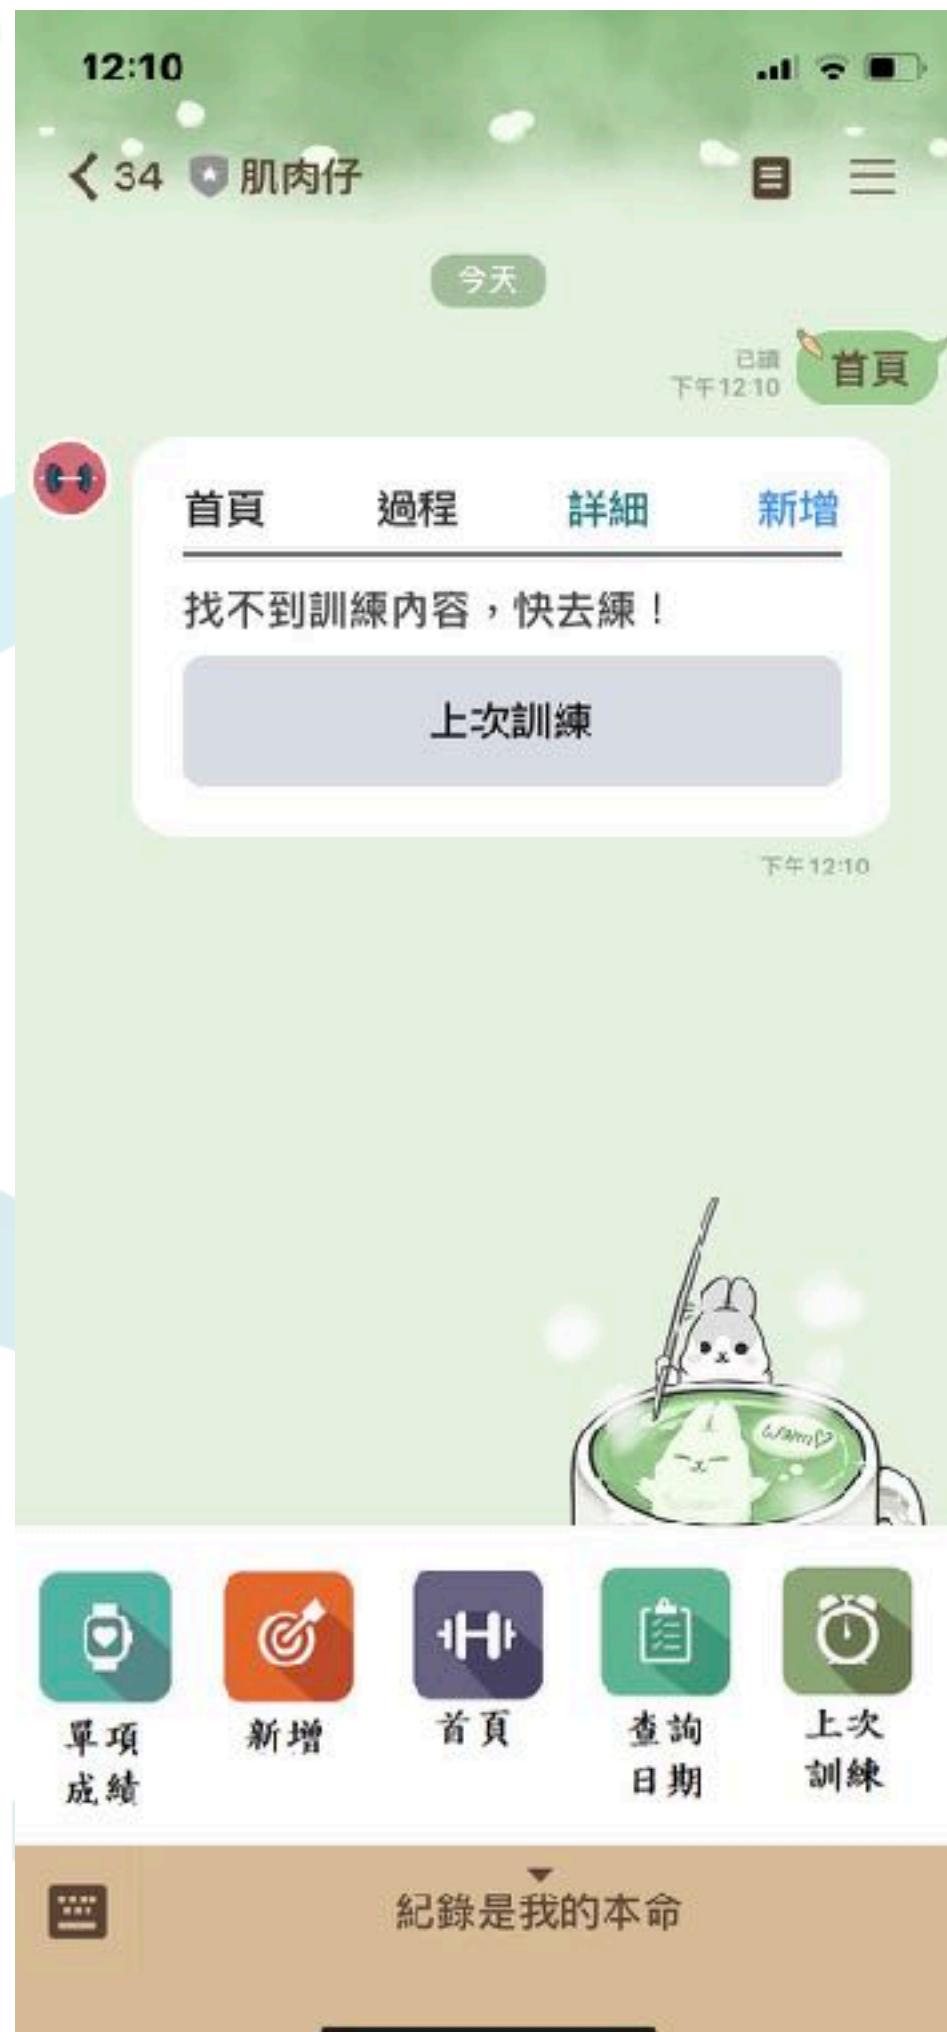 12:10
34 肌肉仔
今天
已讀
下午12:10
首頁
首頁 過程 詳細 新增
找不到訓練內容，快去練！
上次訓練
下午12:10
Warm
單項
成績
新增
首頁
查詢
日期
上次
訓練
紀錄是我的本命